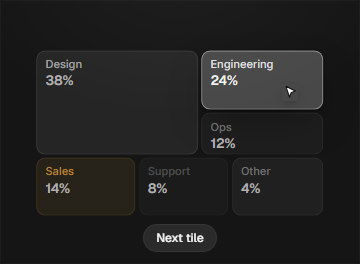 Design
38%
Engineering
24%
Ops
12%
Sales
14%
Support
8%
Other
4%
Next tile